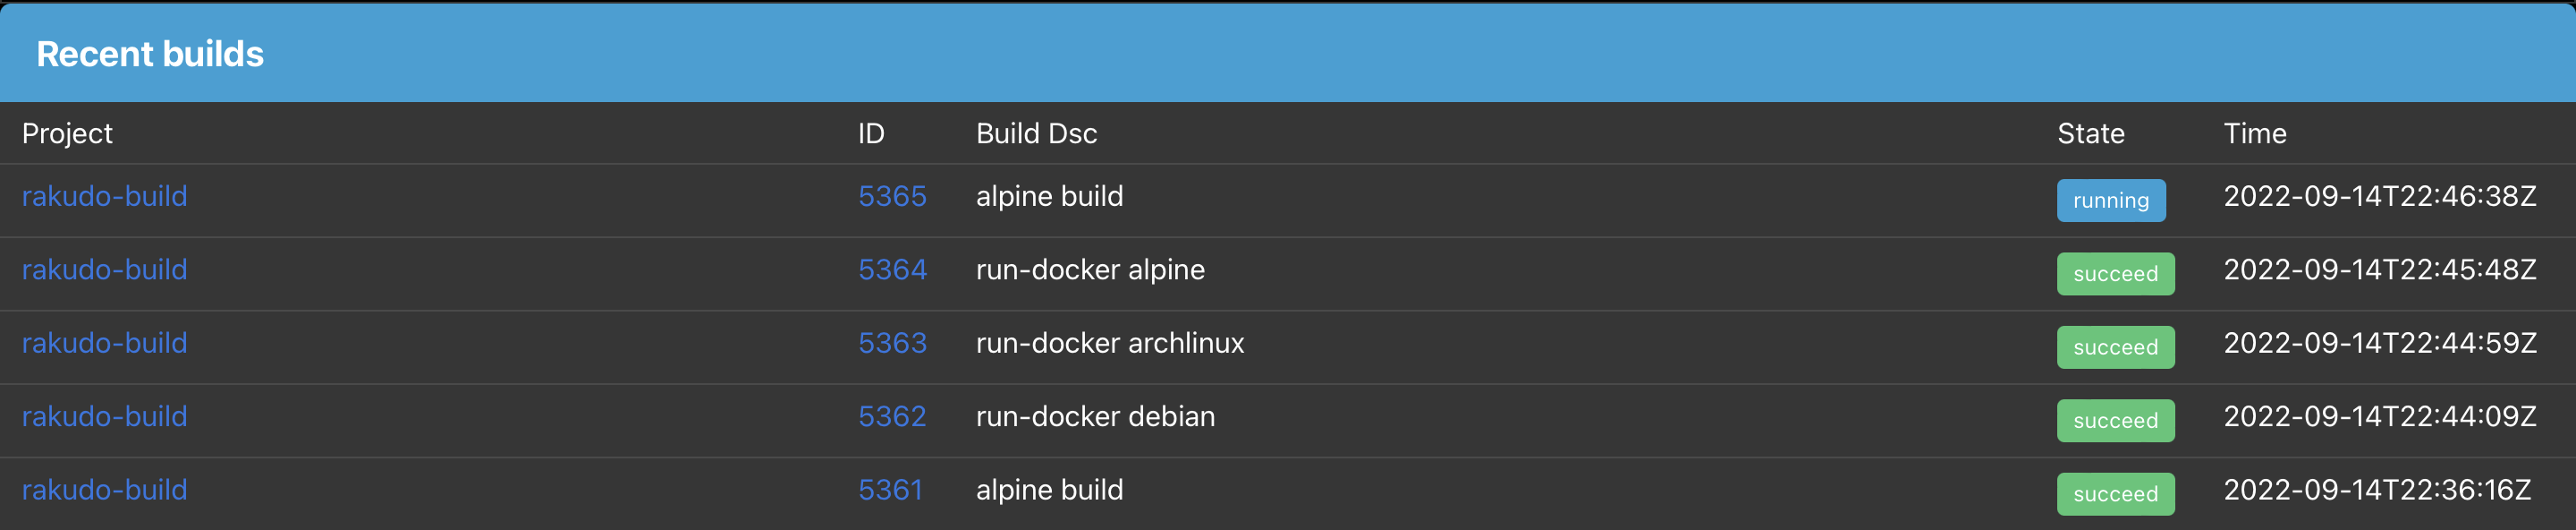 Recent builds
Project ID Build Dsc State Time
rakudo-build 5365 alpine build running 2022-09-14T22:46:38Z
rakudo-build 5364 run-docker alpine succeed 2022-09-14T22:45:48Z
rakudo-build 5363 run-docker archlinux succeed 2022-09-14T22:44:59Z
rakudo-build 5362 run-docker debian succeed 2022-09-14T22:44:09Z
rakudo-build 5361 alpine build succeed 2022-09-14T22:36:16Z